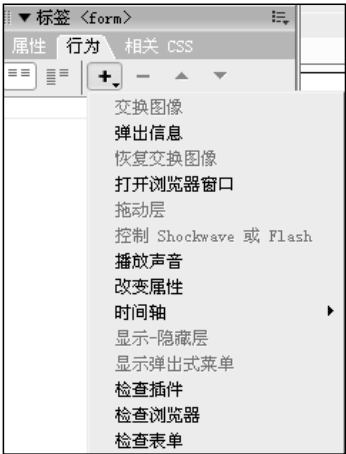 标签 <form>
属性 行为 相关 CSS
交换图像
弹出信息
恢复交换图像
打开浏览器窗口
拖动层
控制 Shockwave 或 Flash
播放声音
改变属性
时间轴
显示-隐藏层
显示弹出式菜单
检查插件
检查浏览器
检查表单